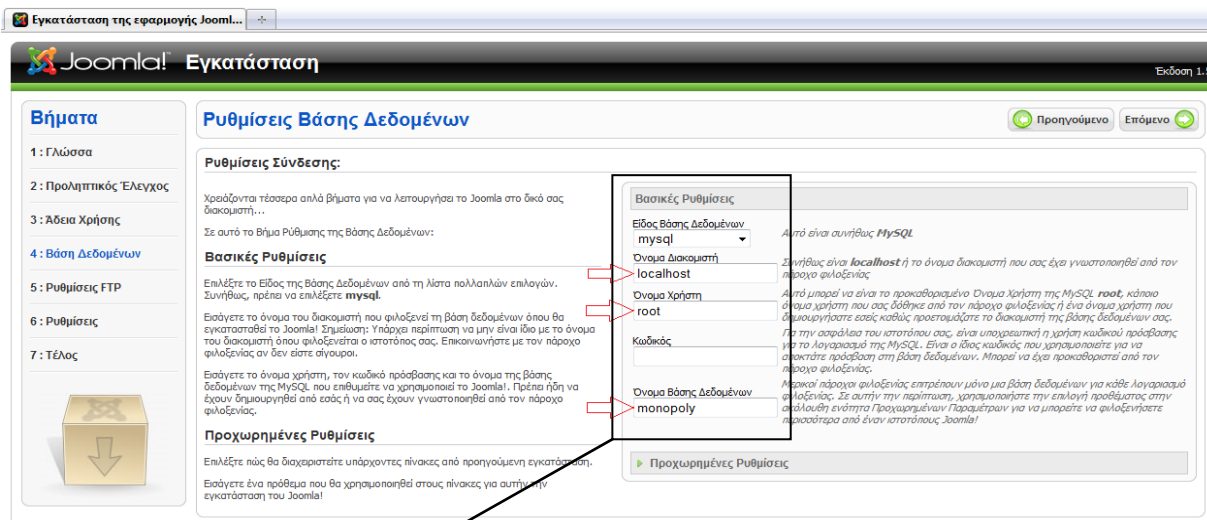 Εγκατάσταση της εφαρμογής Jooml...
Joomla! Εγκατάσταση
Έκδοση 1.5
Βήματα
1 : Γλώσσα
2 : Προληπτικός Έλεγχος
3 : Άδεια Χρήσης
4 : Βάση Δεδομένων
5 : Ρυθμίσεις FTP
6 : Ρυθμίσεις
7 : Τέλος
Ρυθμίσεις Βάσης Δεδομένων
Προηγούμενο
Επόμενο
Ρυθμίσεις Σύνδεσης:
Χρειάζονται τέσσερα απλά βήματα για να λειτουργήσει το Joomla στο δικό σας
διακομιστή...
Σε αυτό το Βήμα Ρύθμισης της Βάσης Δεδομένων:
Βασικές Ρυθμίσεις
Επιλέξτε το Είδος της Βάσης Δεδομένων από τη λίστα πολλαπλών επιλογών.
Συνήθως, πρέπει να επιλέξετε mysql.
Εισάγετε το όνομα του διακομιστή που φιλοξενεί τη βάση δεδομένων όπου θα
εγκατασταθεί το Joomla! Σημείωση: Υπάρχει περίπτωση να μην είναι ίδιο με το όνομα
του διακομιστή όπου φιλοξενείται ο ιστοτόπος σας. Επικοινωνήστε με τον πάροχο
φιλοξενίας αν δεν είστε σίγουροι.
Εισάγετε το όνομα χρήστη, τον κωδικό πρόσβασης και το όνομα της βάσης
δεδομένων της MySQL που επιθυμείτε να χρησιμοποιεί το Joomla!. Πρέπει ήδη να
έχουν δημιουργηθεί από εσάς ή να σας έχουν γνωστοποιηθεί από τον πάροχο
φιλοξενίας.
Προχωρημένες Ρυθμίσεις
Επιλέξτε πώς θα διαχειριστείτε υπάρχοντες πίνακες από προηγούμενη εγκατάσταση.
Εισάγετε ένα πρόθεμα που θα χρησιμοποιηθεί στους πίνακες για αυτήν την
εγκατάσταση του Joomla!
Βασικές Ρυθμίσεις
Είδος Βάσης Δεδομένων
mysql
Αυτό είναι συνήθως MySQL
Όνομα Διακομιστή
localhost
Συνήθως είναι localhost ή το όνομα διακομιστή που σας έχει γνωστοποιηθεί από τον
πάροχο φιλοξενίας
Όνομα Χρήστη
root
Αυτό μπορεί να είναι το προκαθορισμένο Όνομα Χρήστη της MySQL root, κάποιο
όνομα χρήστη που σας δόθηκε από τον πάροχο φιλοξενίας ή ένα όνομα χρήστη που
δημιουργήσατε εσείς καθώς προετοιμάζατε το διακομιστή της βάσης δεδομένων σας.
Κωδικός
Για την ασφάλεια του ιστοτόπου σας, είναι υποχρεωτική η χρήση κωδικού πρόσβασης
για το λογαριασμό της MySQL. Είναι ο ίδιος κωδικός που χρησιμοποιείτε για να
αποκτάτε πρόσβαση στη βάση δεδομένων. Μπορεί να έχει προκαθοριστεί από τον
πάροχο φιλοξενίας.
Όνομα Βάσης Δεδομένων
monopoly
Μερικοί πάροχοι φιλοξενίας επιτρέπουν μόνο μια βάση δεδομένων για κάθε λογαριασμό
φιλοξενίας. Σε αυτήν την περίπτωση, χρησιμοποιήστε την επιλογή προθέματος στην
ακόλουθη ενότητα Προχωρημένων Παραμέτρων για να μπορείτε να φιλοξενήσετε
περισσότερα από έναν ιστοτόπους Joomla!
Προχωρημένες Ρυθμίσεις